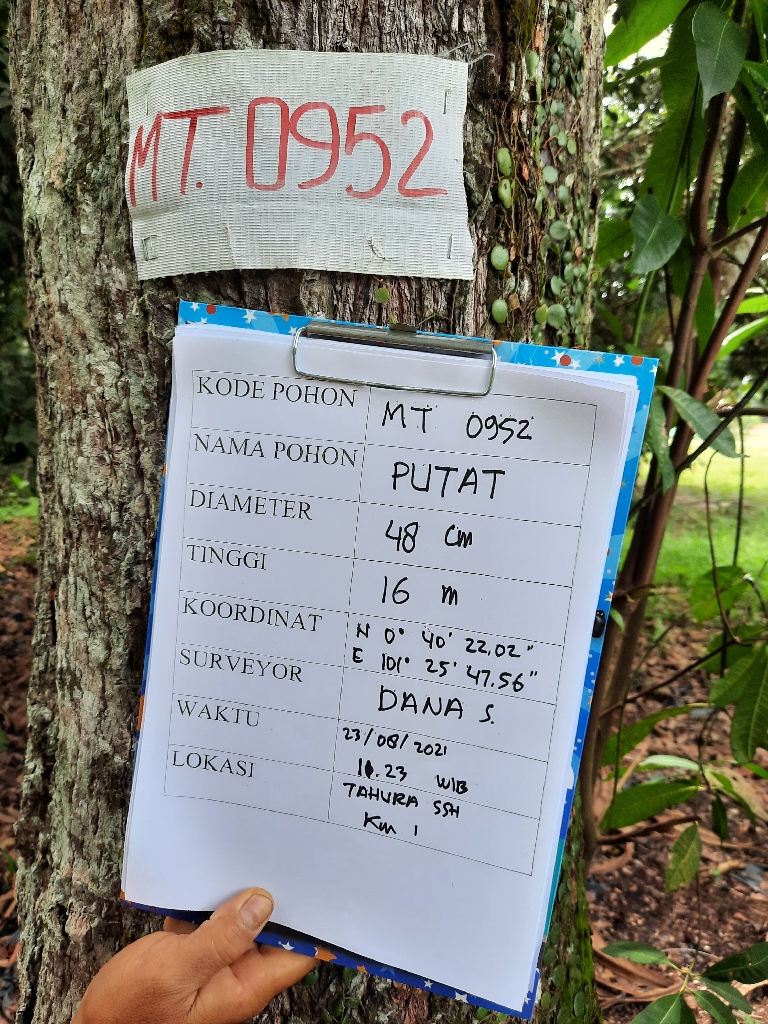 MT. 0952
KODE POHON MT 0952
NAMA POHON PUTAT
DIAMETER 48 cm
TINGGI 16 m
KOORDINAT N 0° 40' 22,02"
E 101° 25' 47.56"
SURVEYOR DANA S.
WAKTU 23/08/2021
11.23 WIB
LOKASI TAHURA SSH
Km 1